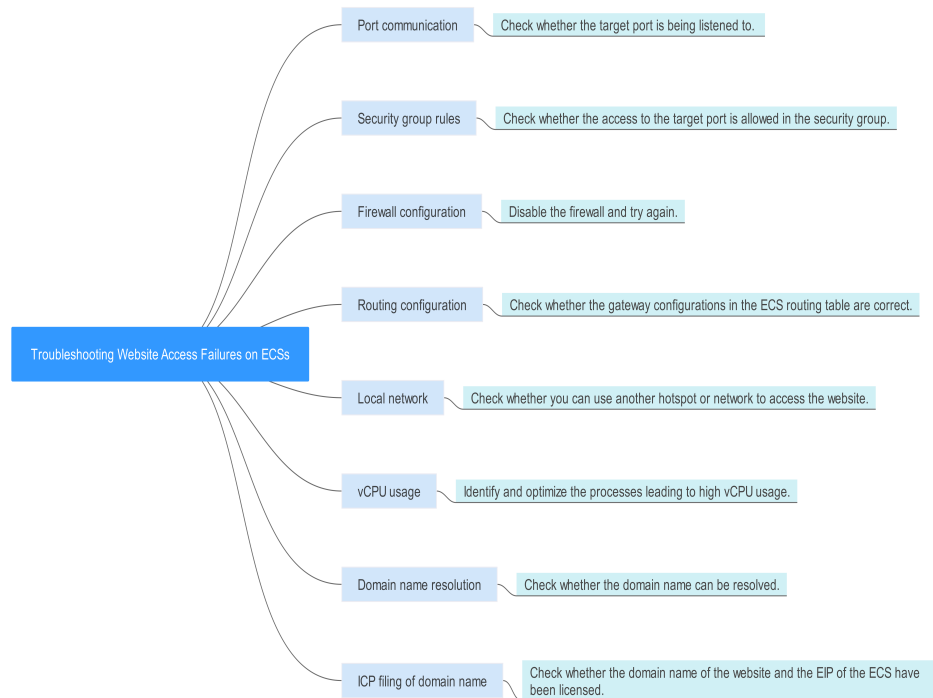 Port communication
Check whether the target port is being listened to.
Security group rules
Check whether the access to the target port is allowed in the security group.
Firewall configuration
Disable the firewall and try again.
Routing configuration
Check whether the gateway configurations in the ECS routing table are correct.
Troubleshooting Website Access Failures on ECSs
Local network
Check whether you can use another hotspot or network to access the website.
vCPU usage
Identify and optimize the processes leading to high vCPU usage.
Domain name resolution
Check whether the domain name can be resolved.
ICP filing of domain name
Check whether the domain name of the website and the EIP of the ECS have
been licensed.